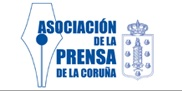 ASOCIACIÓN
DE LA
PRENSA
DE LA CORUÑA